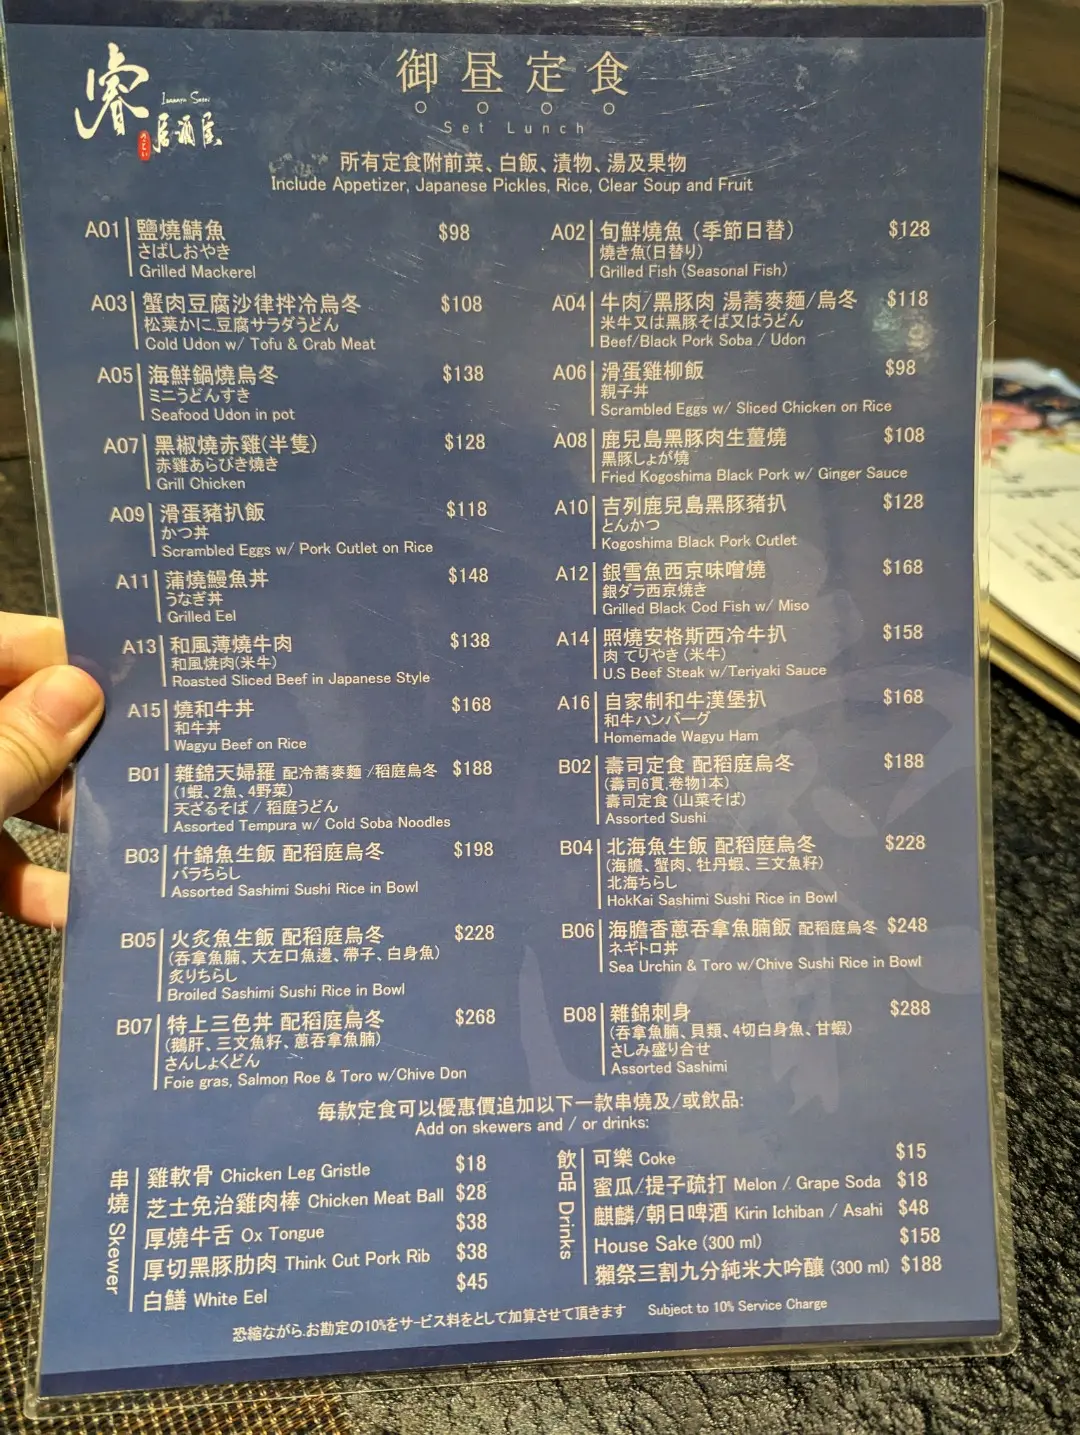 睿
Izakaya Satoi
居酒屋
さとい
御昼定食
Set Lunch
所有定食附前菜、白飯、漬物、湯及果物
Include Appetizer, Japanese Pickles, Rice, Clear Soup and Fruit
A01 鹽燒鯖魚 $98
さばしおやき
Grilled Mackerel
A02 旬鮮燒魚 (季節日替) $128
燒き魚(日替り)
Grilled Fish (Seasonal Fish)
A03 蟹肉豆腐沙律拌冷烏冬 $108
松葉かに、豆腐サラダうどん
Cold Udon w/ Tofu & Crab Meat
A04 牛肉/黑豚肉 湯蕎麥麵/烏冬 $118
米牛又は黒豚そば又はうどん
Beef/Black Pork Soba / Udon
A05 海鮮鍋燒烏冬 $138
ミニうどんすき
Seafood Udon in pot
A06 滑蛋雞柳飯 $98
親子丼
Scrambled Eggs w/ Sliced Chicken on Rice
A07 黑椒燒赤雞(半隻) $128
赤雞あらびき燒き
Grill Chicken
A08 鹿兒島黑豚肉生薑燒 $108
黒豚しょが燒
Fried Kogoshima Black Pork w/ Ginger Sauce
A09 滑蛋豬扒飯 $118
かつ丼
Scrambled Eggs w/ Pork Cutlet on Rice
A10 吉列鹿兒島黑豚豬扒 $128
とんかつ
Kogoshima Black Pork Cutlet
A11 蒲燒鰻魚丼 $148
うなぎ丼
Grilled Eel
A12 銀雪魚西京味噌燒 $168
銀ダラ西京焼き
Grilled Black Cod Fish w/ Miso
A13 和風薄燒牛肉 $138
和風焼肉(米牛)
Roasted Sliced Beef in Japanese Style
A14 照燒安格斯西冷牛扒 $158
肉 てりやき (米牛)
U.S Beef Steak w/Teriyaki Sauce
A15 燒和牛丼 $168
和牛丼
Wagyu Beef on Rice
A16 自家制和牛漢堡扒 $168
和牛ハンバーグ
Homemade Wagyu Ham
B01 雜錦天婦羅 配冷蕎麥麵 /稻庭烏冬 $188
(1蝦、2魚、4野菜)
天ざるそば / 稻庭うどん
Assorted Tempura w/ Cold Soba Noodles
B02 壽司定食 配稻庭烏冬 $188
(壽司6貫,卷物1本)
壽司定食 (山菜そば)
Assorted Sushi
B03 什錦魚生飯 配稻庭烏冬 $198
バラちらし
Assorted Sashimi Sushi Rice in Bowl
B04 北海魚生飯 配稻庭烏冬 $228
(海膽、蟹肉、牡丹蝦、三文魚籽)
北海ちらし
HokKai Sashimi Sushi Rice in Bowl
B05 火炙魚生飯 配稻庭烏冬 $228
(吞拿魚腩、大左口魚邊、帶子、白身魚)
炙りちらし
Broiled Sashimi Sushi Rice in Bowl
B06 海膽香蔥吞拿魚腩飯 配稻庭烏冬 $248
ネギトロ丼
Sea Urchin & Toro w/Chive Sushi Rice in Bowl
B07 特上三色丼 配稻庭烏冬 $268
(鵝肝、三文魚籽、蔥吞拿魚腩)
さんしょくどん
Foie gras, Salmon Roe & Toro w/Chive Don
B08 雜錦刺身 $288
(吞拿魚腩、貝類、4切白身魚、甘蝦)
さしみ盛り合せ
Assorted Sashimi
每款定食可以優惠價追加以下一款串燒及/或飲品:
Add on skewers and / or drinks:
串燒 Skewer
雞軟骨 Chicken Leg Gristle $18
芝士免治雞肉棒 Chicken Meat Ball $28
厚燒牛舌 Ox Tongue $38
厚切黑豚肋肉 Think Cut Pork Rib $38
白鱔 White Eel $45
飲品 Drinks
可樂 Coke $15
蜜瓜/提子疏打 Melon / Grape Soda $18
麒麟/朝日啤酒 Kirin Ichiban / Asahi $48
House Sake (300 ml) $158
獺祭三割九分純米大吟釀 (300 ml) $188
恐縮ながら、お勘定の10%をサービス料をとして加算させて頂きます Subject to 10% Service Charge